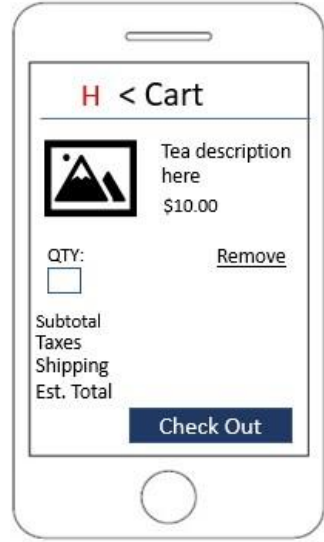 H < Cart
Tea description
here
$10.00
QTY:
Remove
Subtotal
Taxes
Shipping
Est. Total
Check Out